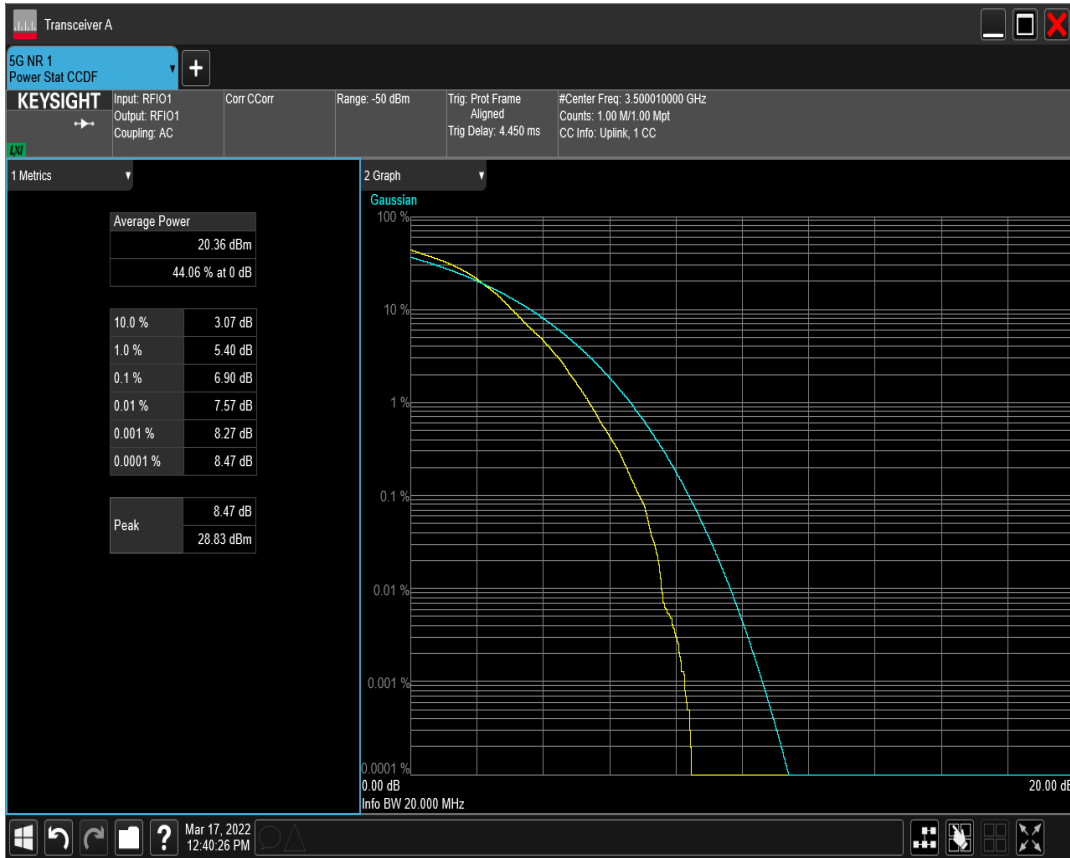 Transceiver A
5G NR 1
Power Stat CCDF
+
KEYSIGHT
LXI
Input: RFIO1
Output: RFIO1
Coupling: AC
Corr CCorr
Range: -50 dBm
Trig: Prot Frame
Aligned
Trig Delay: 4.450 ms
#Center Freq: 3.500010000 GHz
Counts: 1.00 M/1.00 Mpt
CC Info: Uplink, 1 CC
1 Metrics
Average Power
20.36 dBm
44.06 % at 0 dB
10.0 % 3.07 dB
1.0 % 5.40 dB
0.1 % 6.90 dB
0.01 % 7.57 dB
0.001 % 8.27 dB
0.0001 % 8.47 dB
Peak
8.47 dB
28.83 dBm
2 Graph
Gaussian
100 %
10 %
1 %
0.1 %
0.01 %
0.001 %
0.0001 %
0.00 dB 20.00 dB
Info BW 20.000 MHz
?
Mar 17, 2022
12:40:26 PM